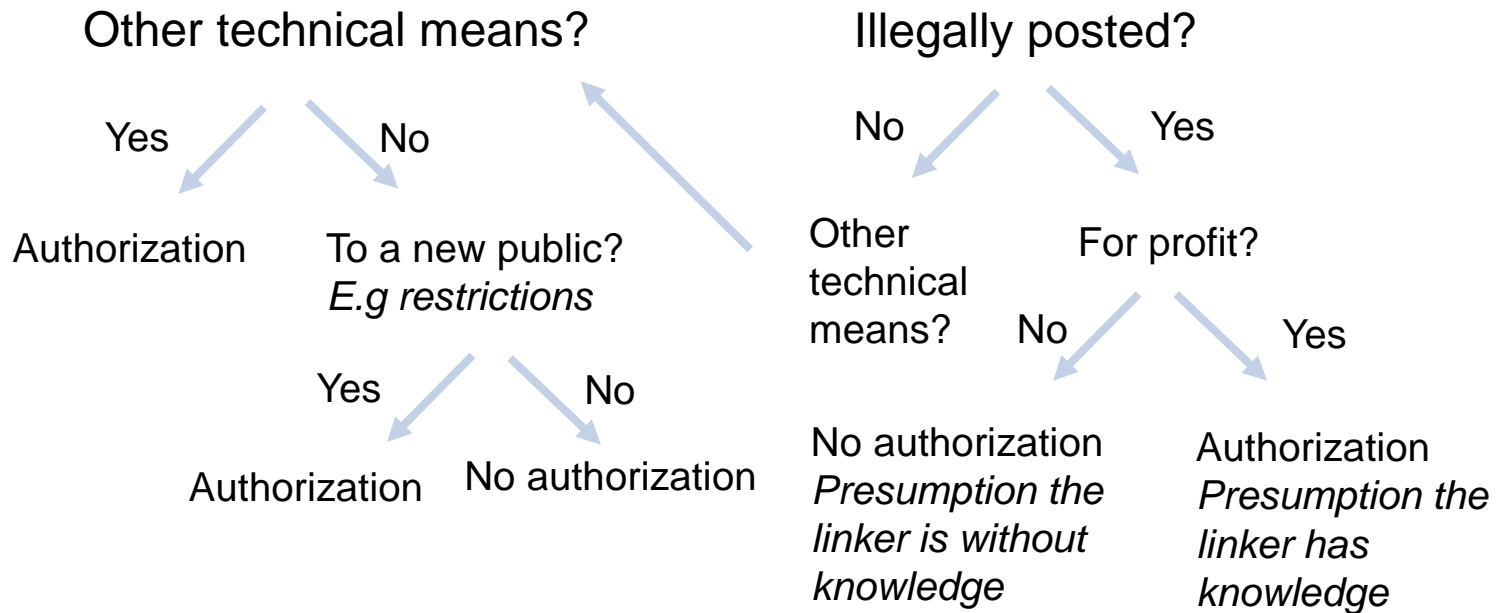 Other technical means?
Yes
No
Authorization
To a new public?
E.g restrictions
Yes
No
Authorization
No authorization
Illegally posted?
No
Yes
Other
technical
means?
For profit?
No
Yes
No authorization
Presumption the
linker is without
knowledge
Authorization
Presumption the
linker has
knowledge